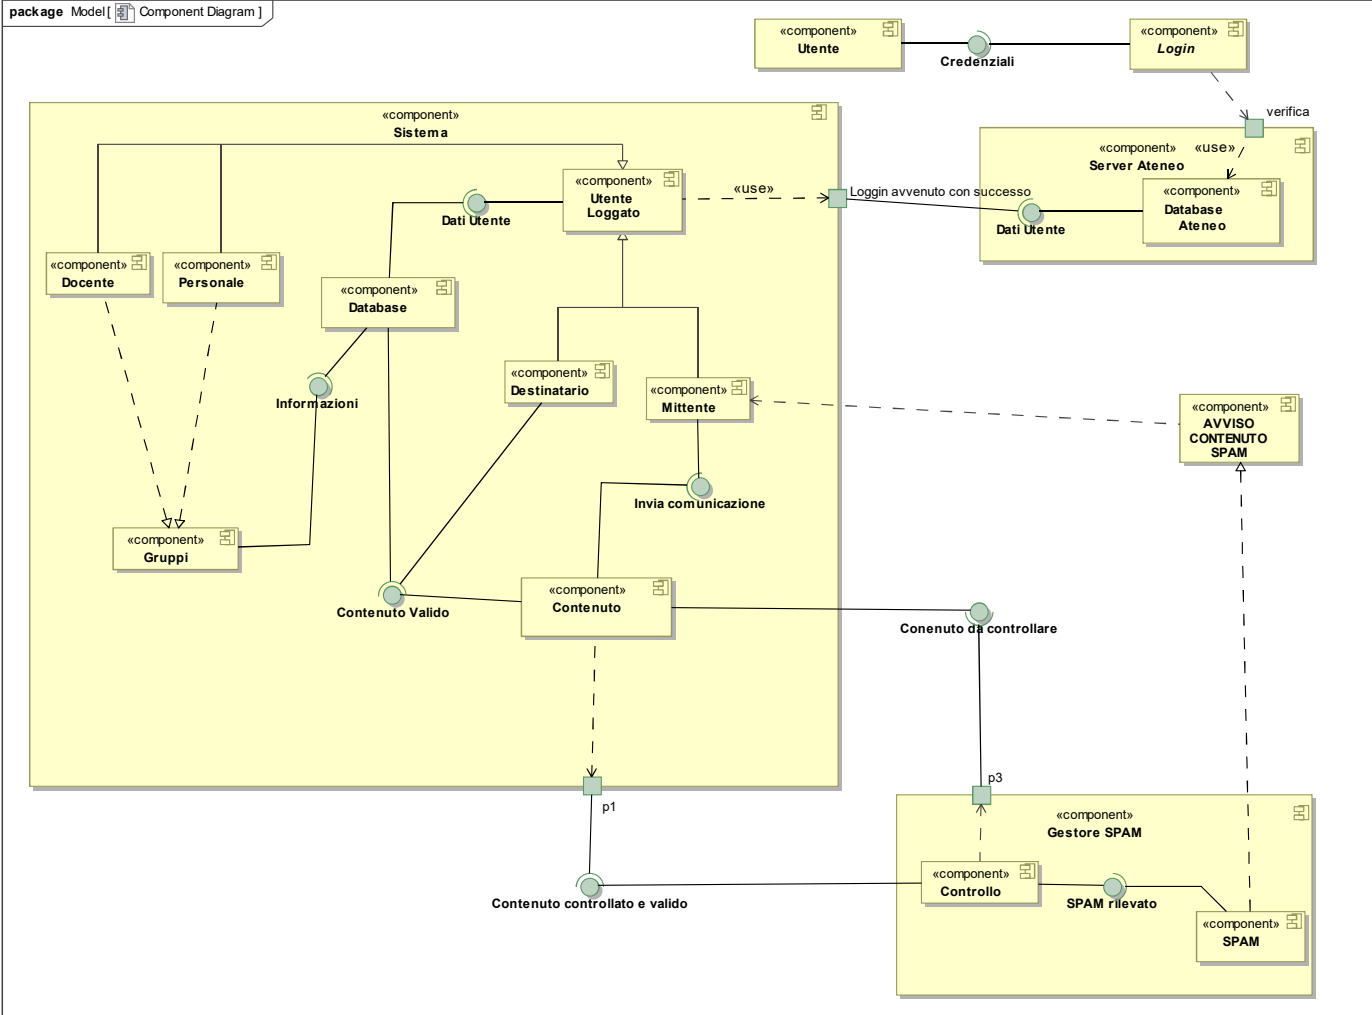 package Model [ Component Diagram ]
«component»
Utente
Credenziali
«component»
Login
verifica
«component»
Server Ateneo
«use»
«component»
Database
Ateneo
Dati Utente
Loggin avvenuto con successo
«component»
Sistema
«component»
Utente
Loggato
«use»
Dati Utente
«component»
Docente
«component»
Personale
«component»
Database
Informazioni
«component»
Destinatario
«component»
Mittente
«component»
AVVISO
CONTENUTO
SPAM
Invia comunicazione
«component»
Gruppi
Contenuto Valido
«component»
Contenuto
Conenuto da controllare
p1
p3
«component»
Gestore SPAM
«component»
Controllo
Contenuto controllato e valido
SPAM rilevato
«component»
SPAM